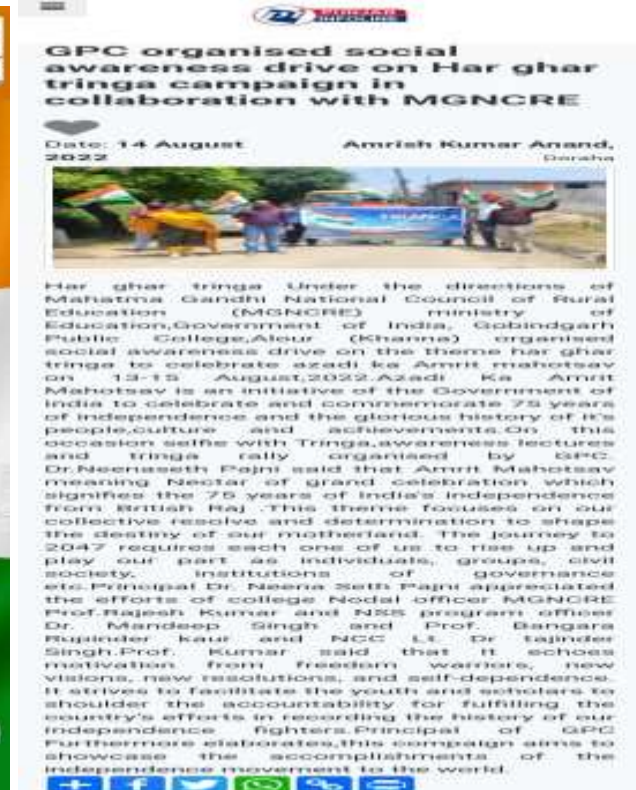 PUNJAB
INFOLINE
GPC organised social
awareness drive on Har ghar
tringa campaign in
collaboration with MGNCRE
Date: 14 August
2022
Amrish Kumar Anand,
Doraha
Har ghar tringa Under the directions of
Mahatma Gandhi National Council of Rural
Education (MGNCRE) ministry of
Education,Government of India, Gobindgarh
Public College,Alour (Khanna) organised
social awareness drive on the theme har ghar
tringa to celebrate azadi ka Amrit mahotsav
on 13-15 August,2022.Azadi Ka Amrit
Mahotsav is an initiative of the Government of
India to celebrate and commemorate 75 years
of independence and the glorious history of it's
people,culture and achievements.On this
occasion selfie with Tringa,awareness lectures
and tringa rally organised by GPC.
Dr.Neenaseth Pajni said that Amrit Mahotsav
meaning Nectar of grand celebration which
signifies the 75 years of India's independence
from British Raj .This theme focuses on our
collective resolve and determination to shape
the destiny of our motherland. The journey to
2047 requires each one of us to rise up and
play our part as individuals, groups, civil
society, institutions of governance
etc.Principal Dr. Neena Seth Pajni appreciated
the efforts of college Nodal officer MGNCRE
Prof.Rajesh Kumar and NSS program officer
Dr. Mandeep Singh and Prof. Bangara
Rupinder kaur and NCC Lt. Dr tajinder
Singh.Prof. Kumar said that it echoes
motivation from freedom warriors, new
visions, new resolutions, and self-dependence.
It strives to facilitate the youth and scholars to
shoulder the accountability for fulfilling the
country's efforts in recording the history of our
independence fighters.Principal of GPC
Furthermore elaborates,this compaign aims to
showcase the accomplishments of the
independence movement to the world.